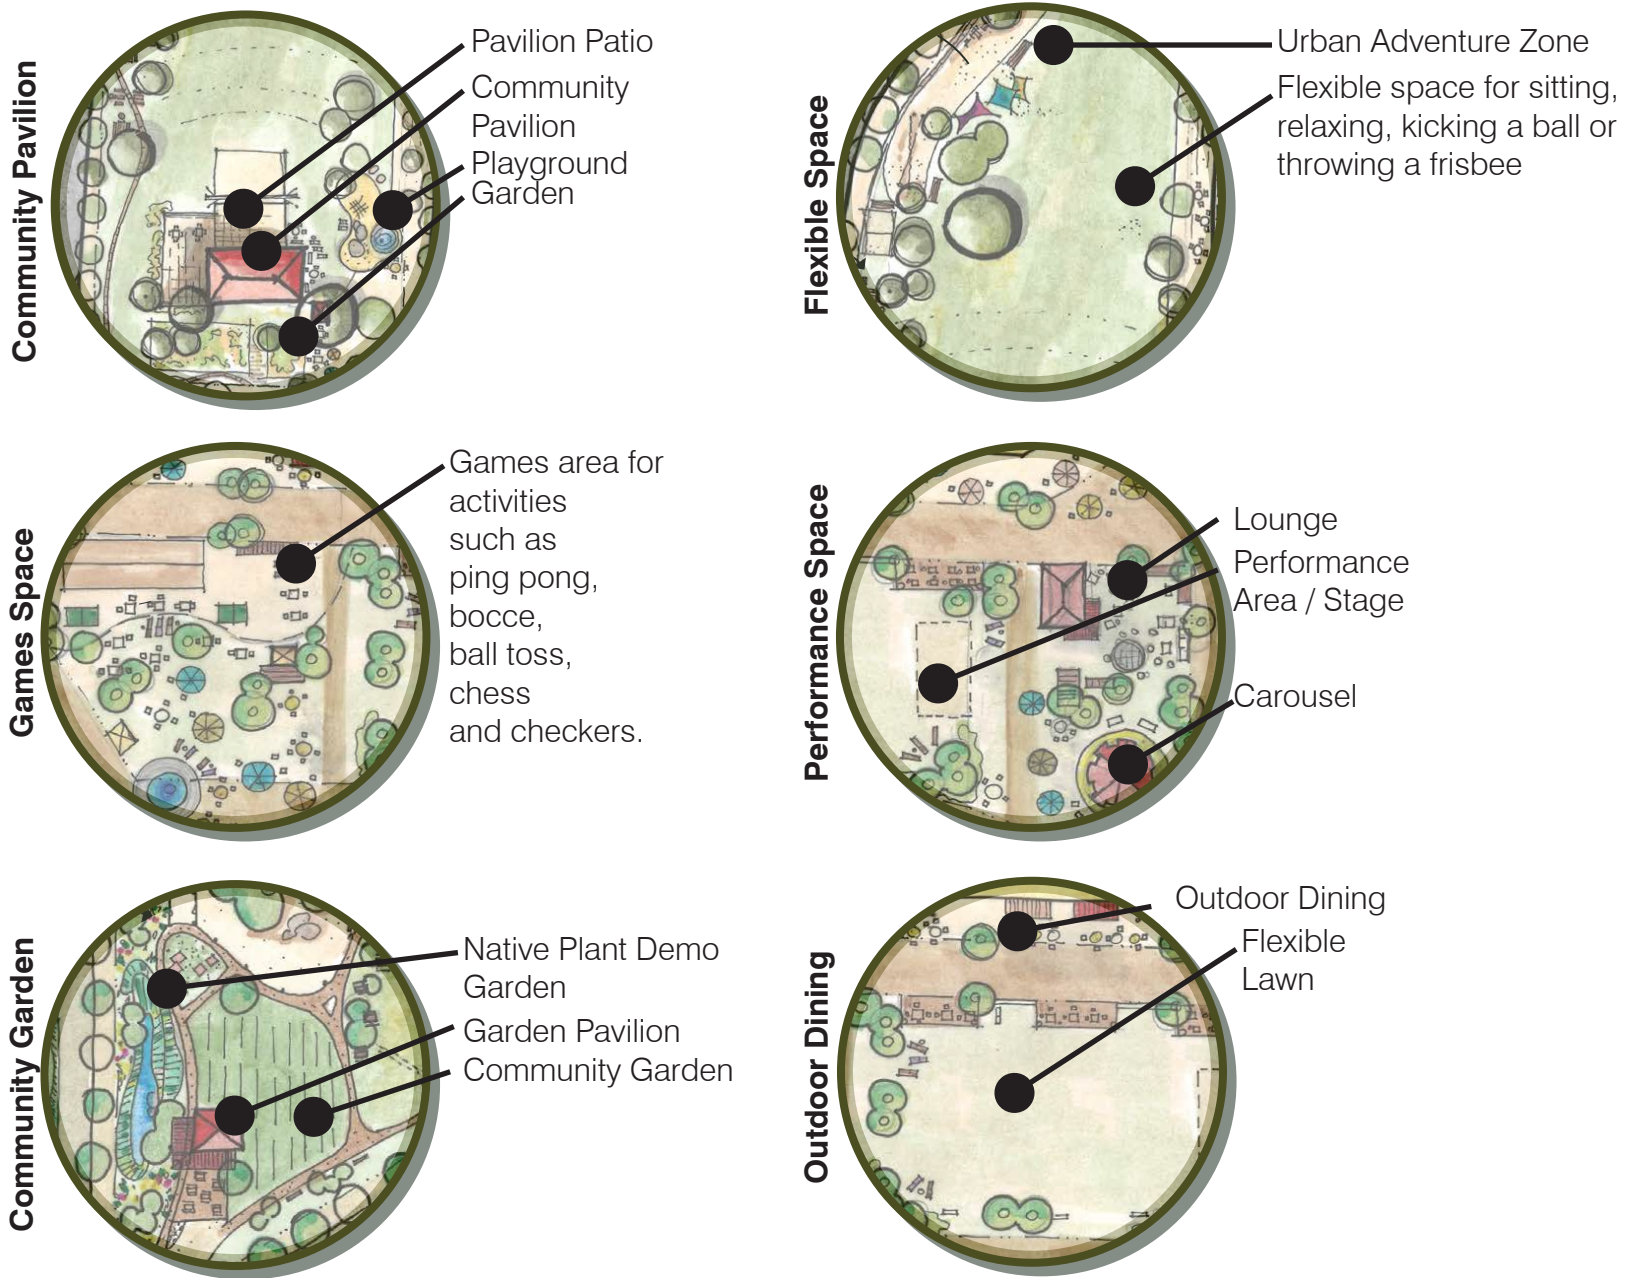 Community Pavilion
Pavilion Patio
Community
Pavilion
Playground
Garden
Flexible Space
Urban Adventure Zone
Flexible space for sitting,
relaxing, kicking a ball or
throwing a frisbee
Games Space
Games area for
activities
such as
ping pong,
bocce,
ball toss,
chess
and checkers.
Performance Space
Lounge
Performance
Area / Stage
Carousel
Community Garden
Native Plant Demo
Garden
Garden Pavilion
Community Garden
Outdoor Dining
Outdoor Dining
Flexible
Lawn